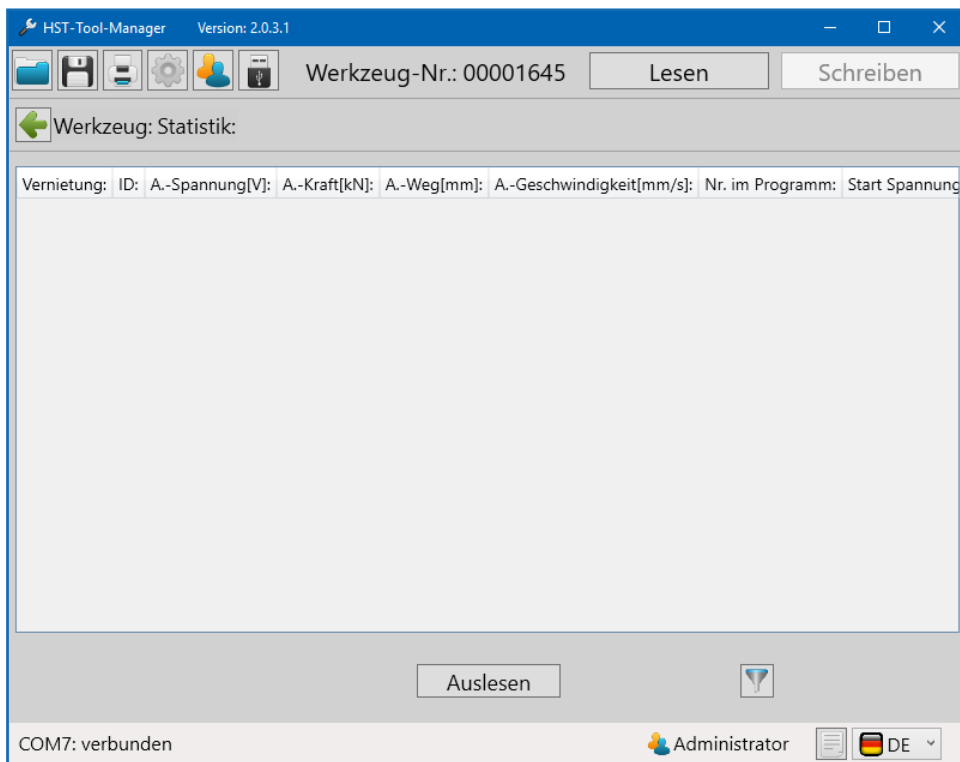 HST-Tool-Manager Version: 2.0.3.1
Werkzeug-Nr.: 00001645 Lesen Schreiben
Werkzeug: Statistik:
Vernietung: ID: A.-Spannung[V]: A.-Kraft[kN]: A.-Weg[mm]: A.-Geschwindigkeit[mm/s]: Nr. im Programm: Start Spannung
Auslesen
COM7: verbunden Administrator DE